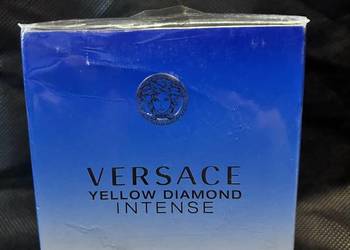 VERSACE
YELLOW DIAMOND
INTENSE